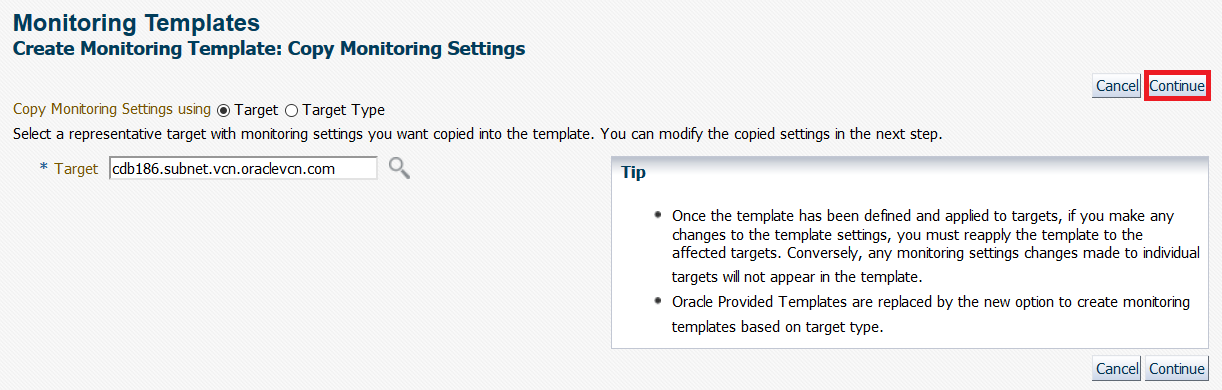 Monitoring Templates
Create Monitoring Template: Copy Monitoring Settings
Cancel Continue
Copy Monitoring Settings using Target Target Type
Select a representative target with monitoring settings you want copied into the template. You can modify the copied settings in the next step.
* Target cdb186.subnet.vcn.oraclevcn.com
Tip
Once the template has been defined and applied to targets, if you make any
changes to the template settings, you must reapply the template to the
affected targets. Conversely, any monitoring settings changes made to individual
targets will not appear in the template.
Oracle Provided Templates are replaced by the new option to create monitoring
templates based on target type.
Cancel Continue